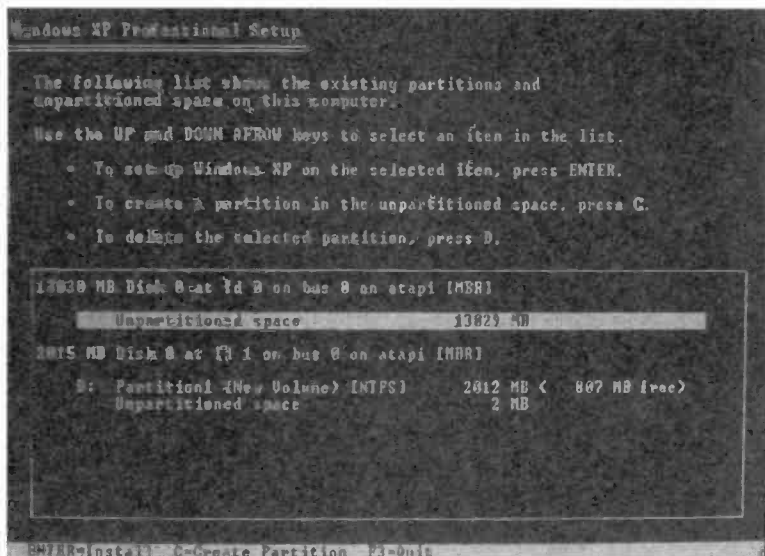 Windows XP Professional Setup
The following list shows the existing partitions and
unpartitioned space on this computer.
Use the UP and DOWN ARROW keys to select an item in the list.
• To set up Windows XP on the selected item, press ENTER.
• To create a partition in the unpartitioned space, press C.
• To delete the selected partition, press D.
MB Disk 0 at Id 0 on bus 0 on atapi [MBR]
Unpartitioned space 13829 MB
2015 MB Disk 0 at Id 1 on bus 0 on atapi [MBR]
D: Partition1 (New Volume) [NTFS] 2012 MB ( 807 MB free)
Unpartitioned space 2 MB
ENTER=Install C=Create Partition F3=Quit